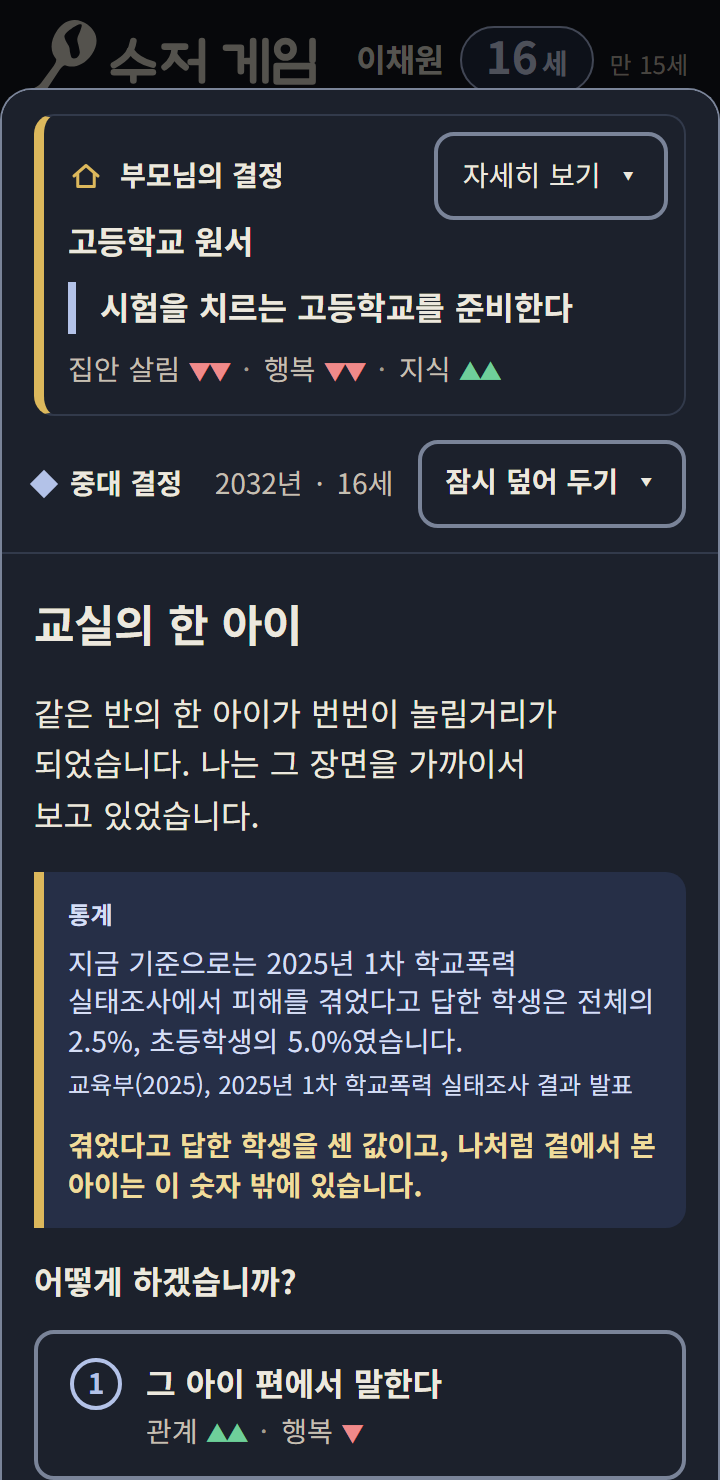 수저 게임 이채원 16세 만 15세
부모님의 결정 자세히 보기 ▼
고등학교 원서
시험을 치르는 고등학교를 준비한다
집안 살림 ▼▼ · 행복 ▼▼ · 지식 ▲▲
중대 결정 2032년 · 16세 잠시 덮어 두기 ▼
교실의 한 아이
같은 반의 한 아이가 번번이 놀림거리가
되었습니다. 나는 그 장면을 가까이서
보고 있었습니다.
통계
지금 기준으로는 2025년 1차 학교폭력
실태조사에서 피해를 겪었다고 답한 학생은 전체의
2.5%, 초등학생의 5.0%였습니다.
교육부(2025), 2025년 1차 학교폭력 실태조사 결과 발표
겪었다고 답한 학생을 센 값이고, 나처럼 곁에서 본
아이는 이 숫자 밖에 있습니다.
어떻게 하겠습니까?
1 그 아이 편에서 말한다
관계 ▲▲ · 행복 ▼